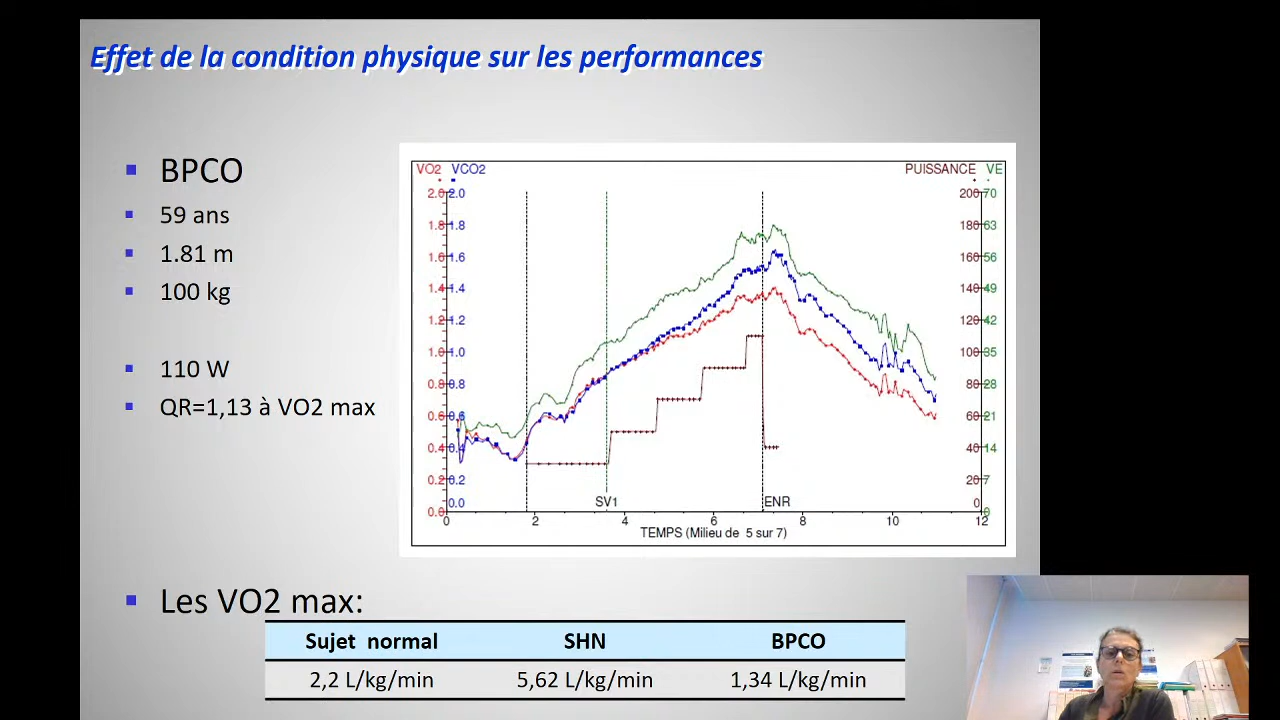 Effet de la condition physique sur les performances
BPCO
59 ans
1.81 m
100 kg
110 W
QR=1,13 à VO2 max
VO2 VCO2 PUISSANCE VE
2.0 2.0 200 70
1.8 1.8 180 63
1.6 1.6 160 56
1.4 1.4 140 49
1.2 1.2 120 42
1.0 1.0 100 35
0.8 0.8 80 28
0.6 0.6 60 21
0.4 0.4 40 14
0.2 0.2 20 7
0.0 0.0 SV1 ENR 0 0
0 2 4 6 8 10 12
TEMPS (Milieu de 5 sur 7)
Les VO2 max:
Sujet normal SHN BPCO
2,2 L/kg/min 5,62 L/kg/min 1,34 L/kg/min